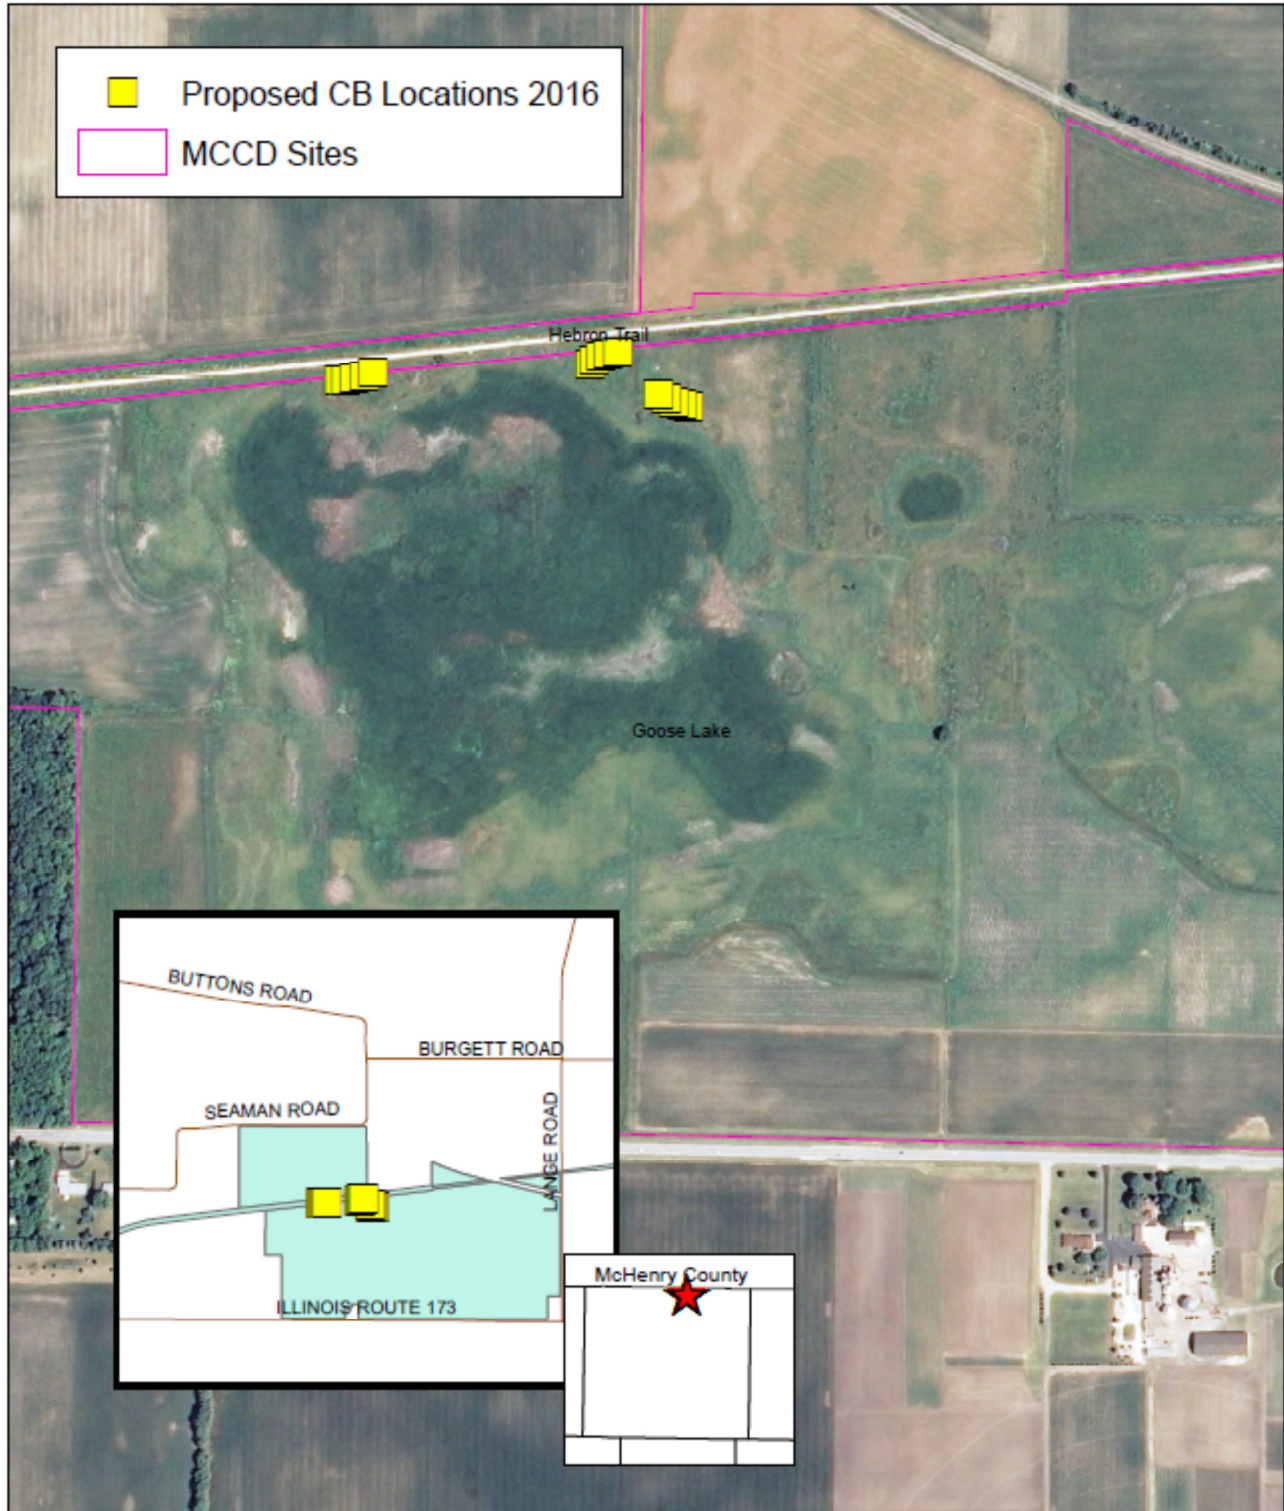 Proposed CB Locations 2016
MCCD Sites
Hebron Trail
Goose Lake
BUTTONS ROAD
BURGETT ROAD
SEAMAN ROAD
LANGE ROAD
ILLINOIS ROUTE 173
McHenry County